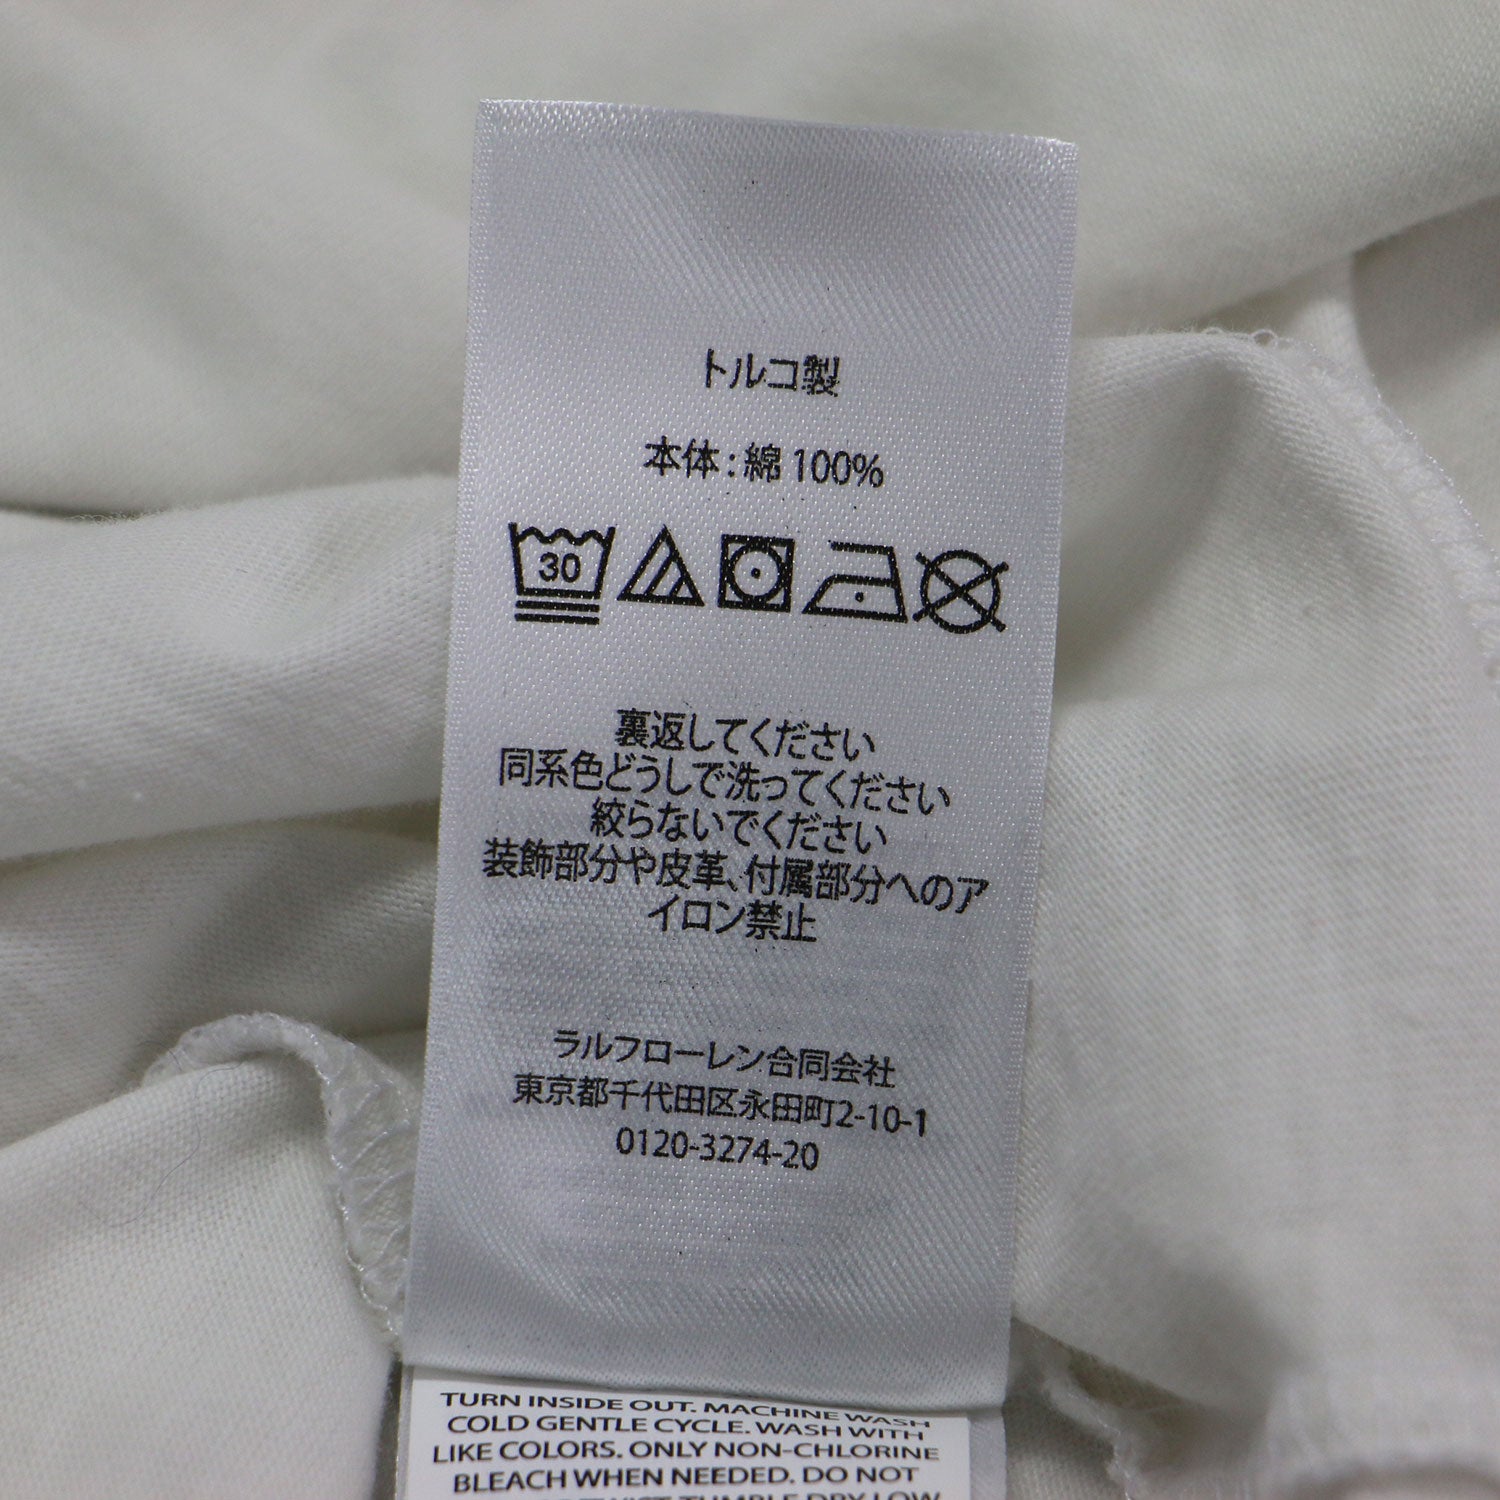 トルコ製
本体:綿 100%
30
裏返してください
同系色どうしで洗ってください
絞らないでください
装飾部分や皮革、付属部分へのア
イロン禁止
ラルフローレン合同会社
東京都千代田区永田町2-10-1
0120-3274-20
TURN INSIDE OUT. MACHINE WASH
COLD GENTLE CYCLE. WASH WITH
LIKE COLORS. ONLY NON-CHLORINE
BLEACH WHEN NEEDED. DO NOT
TWIST. TUMBLE DRY LOW